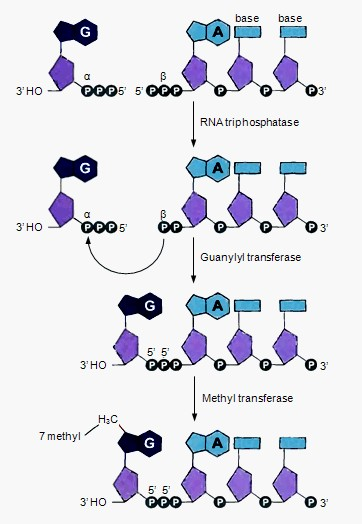 base base
G A
α β
3'HO P P P 5' 5' P P P P P P 3'
RNA triphosphatase
G A
α β
3'HO P P P 5' P P P P P 3'
Guanylyl transferase
G A
5' 5'
3'HO P P P P P P 3'
Methyl transferase
H₃C
7 methyl G A
5' 5'
3'HO P P P P P P 3'